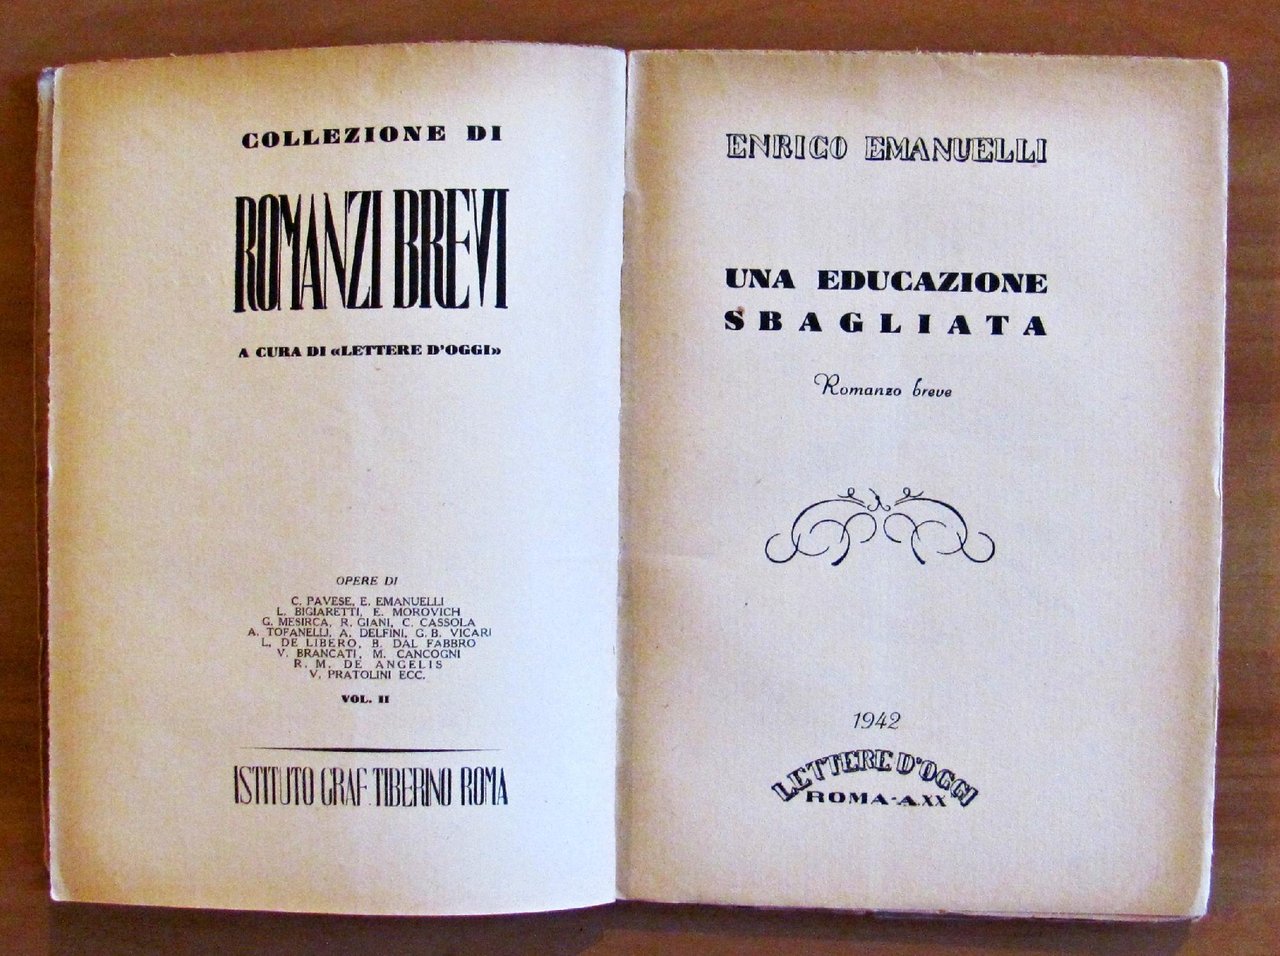 COLLEZIONE DI
ROMANZI BREVI
A CURA DI «LETTERE D'OGGI»
OPERE DI
C. PAVESE, E. EMANUELLI
L. BIGIARETTI, E. MOROVICH
G. MESIRCA, R. GIANI, C. CASSOLA
A. TOFANELLI, A. DELFINI, G. B. VICARI
L. DE LIBERO, B. DAL FABBRO
V. BRANCATI, M. CANCOGNI
R. M. DE ANGELIS
V. PRATOLINI ECC.
VOL. II
ISTITUTO GRAF. TIBERINO ROMA
ENRICO EMANUELLI
UNA EDUCAZIONE
SBAGLIATA
Romanzo breve
1942
LETTERE D'OGGI
ROMA - A. XX